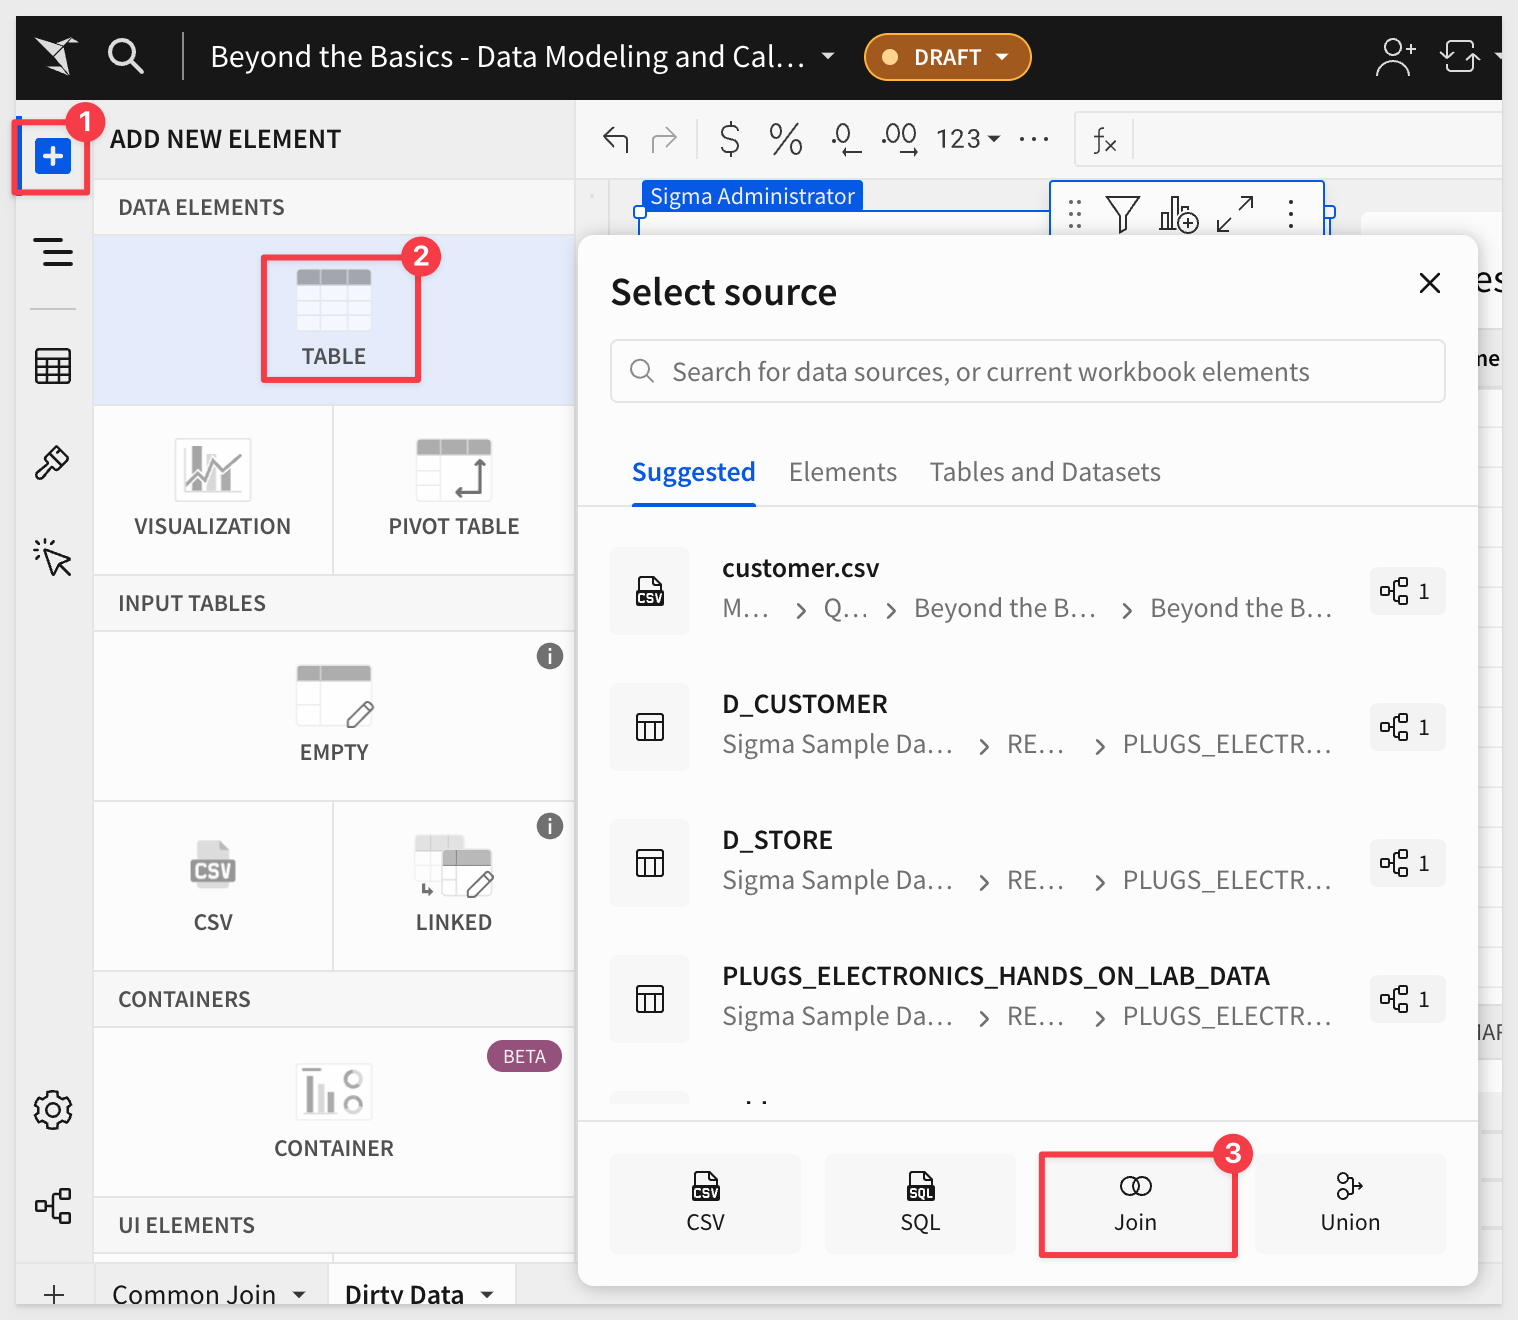 Beyond the Basics - Data Modeling and Cal...
DRAFT
1
ADD NEW ELEMENT
$ % .0 .00 123 ...
fx
DATA ELEMENTS
Sigma Administrator
2
TABLE
VISUALIZATION
PIVOT TABLE
INPUT TABLES
EMPTY
CSV
CSV
LINKED
CONTAINERS
BETA
CONTAINER
UI ELEMENTS
Common Join
Dirty Data
Select source
Search for data sources, or current workbook elements
Suggested
Elements
Tables and Datasets
CSV
customer.csv
M... > Q... > Beyond the B... > Beyond the B...
1
D_CUSTOMER
Sigma Sample Da... > RE... > PLUGS_ELECTR...
1
D_STORE
Sigma Sample Da... > RE... > PLUGS_ELECTR...
1
PLUGS_ELECTRONICS_HANDS_ON_LAB_DATA
Sigma Sample Da... > RE... > PLUGS_ELECTR...
1
CSV
CSV
SQL
SQL
3
Join
Union